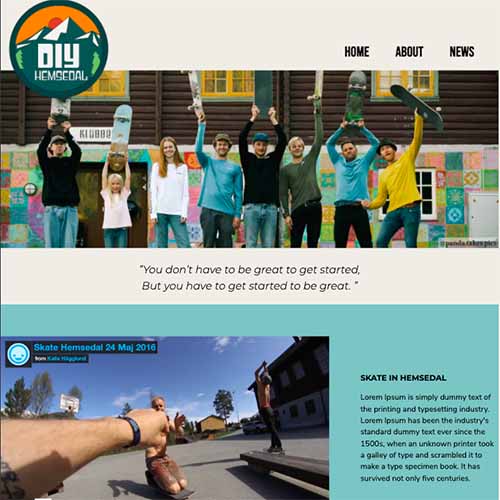 DIY
HEMSEDAL
HOME
ABOUT
NEWS
KLUBBO
@panda.takes.pics
“You don’t have to be great to get started,
But you have to get started to be great. ”
Skate Hemsedal 24 Maj 2016
from Kalle Hägglund
SKATE IN HEMSEDAL
Lorem Ipsum is simply dummy text of
the printing and typesetting industry.
Lorem Ipsum has been the industry's
standard dummy text ever since the
1500s, when an unknown printer took
a galley of type and scrambled it to
make a type specimen book. It has
survived not only five centuries.